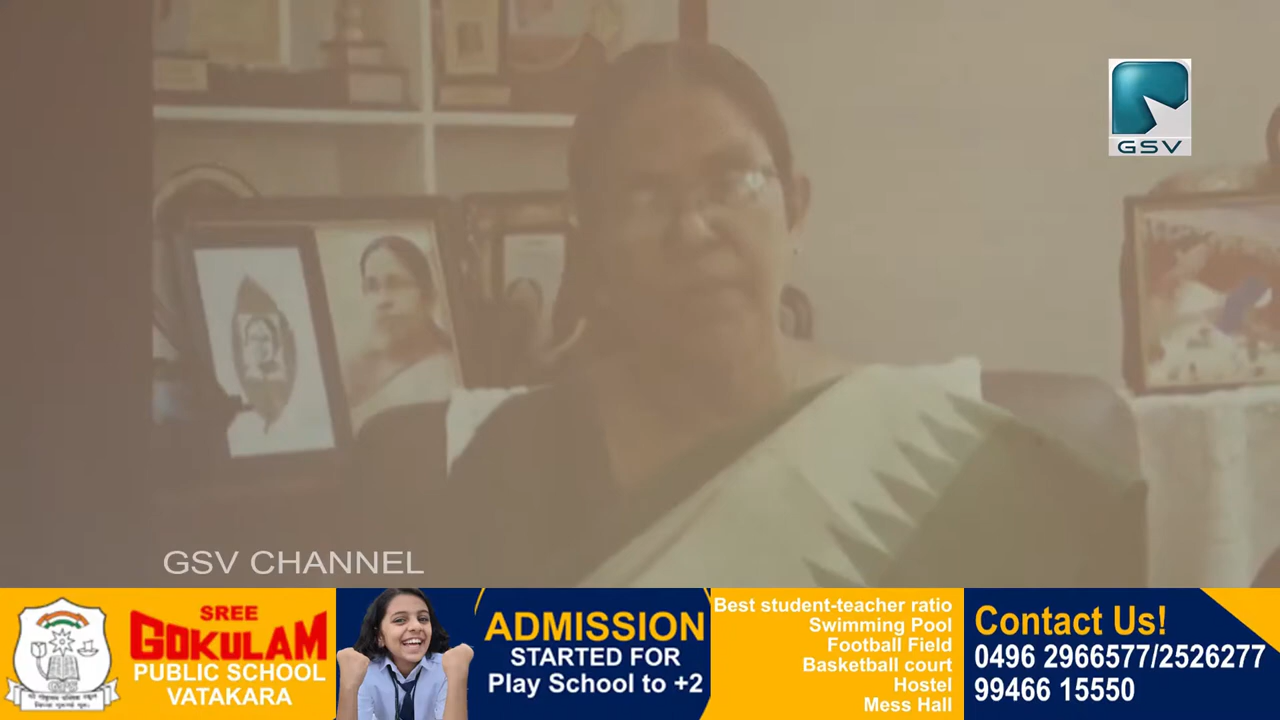 GSV
GSV CHANNEL
SREE
GOKULAM
PUBLIC SCHOOL
VATAKARA
ADMISSION
STARTED FOR
Play School to +2
Best student-teacher ratio
Swimming Pool
Football Field
Basketball court
Hostel
Mess Hall
Contact Us!
0496 2966577/2526277
99466 15550